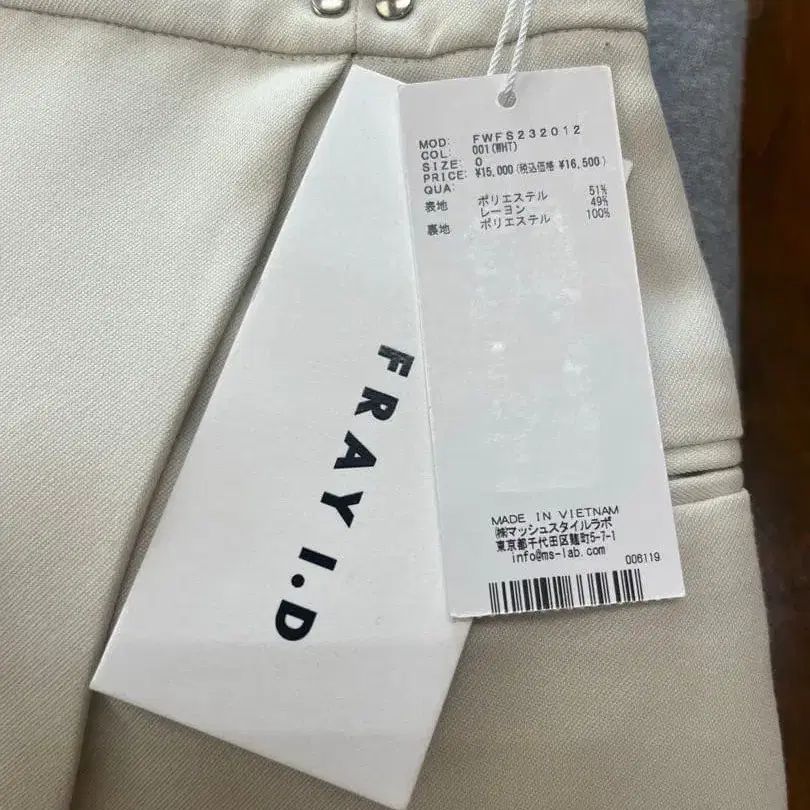 FRAY I.D
MOD: FWFS232012
COL: 001(WHT)
SIZE: 0
PRICE: ¥15,000(税込価格 ¥16,500)
QUA:
表地 ポリエステル 51%
レーヨン 49%
裏地 ポリエステル 100%
MADE IN VIETNAM
㈱マッシュスタイルラボ
東京都千代田区麹町5-7-1
info@ms-lab.com
006119